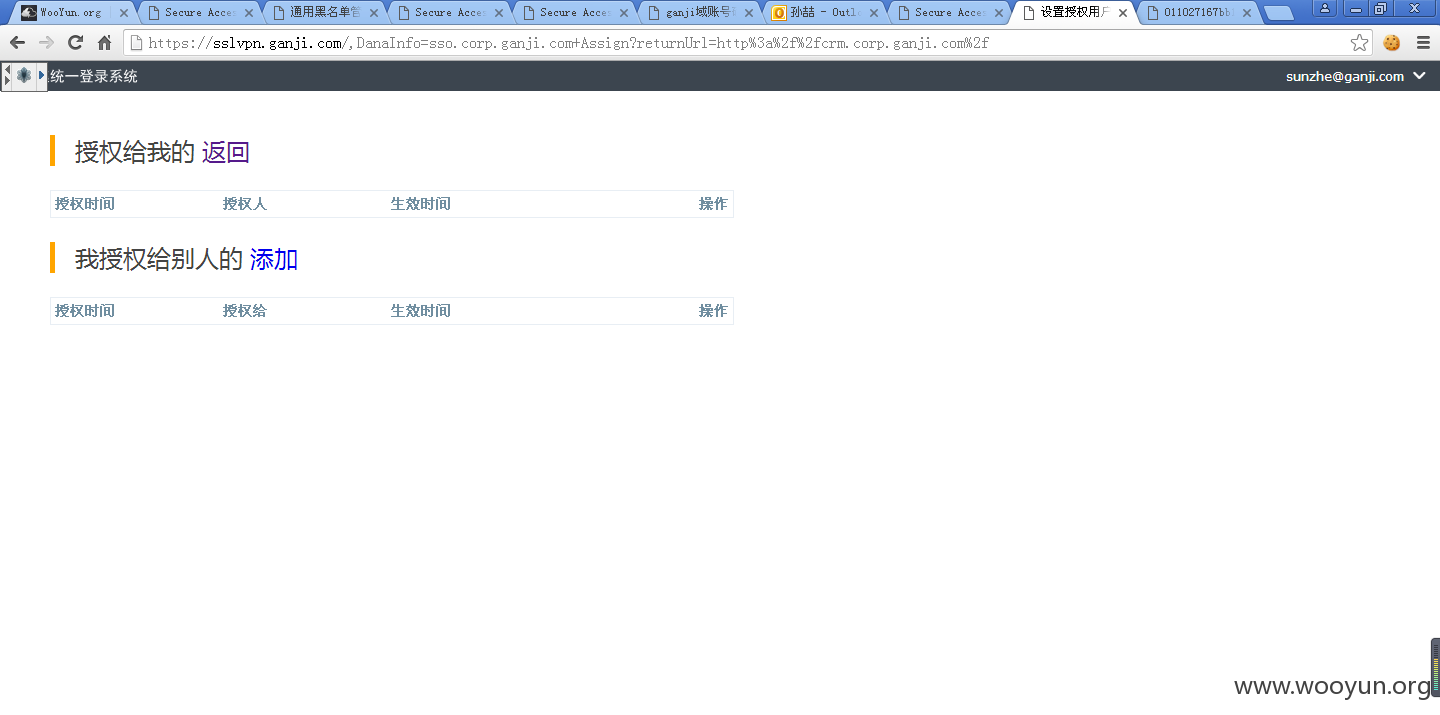 WooYun.org
Secure Acces
通用黑名单管
Secure Acces
Secure Acces
ganji域账号
孙喆 - Outlo
Secure Acces
设置授权用户
011027167bb
https://sslvpn.ganji.com/,DanaInfo=sso.corp.ganji.com+Assign?returnUrl=http%3a%2f%2fcrm.corp.ganji.com%2f
统一登录系统
sunzhe@ganji.com
授权给我的 返回
授权时间 授权人 生效时间 操作
我授权给别人的 添加
授权时间 授权给 生效时间 操作
www.wooyun.org